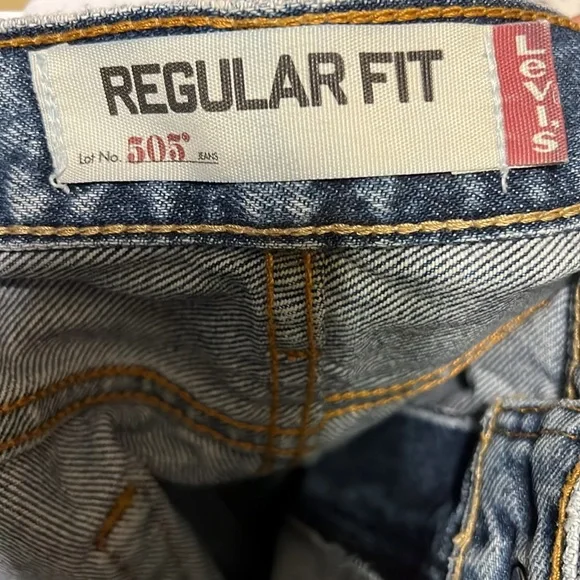 REGULAR FIT
Lot No. 505® JEANS
Levi's